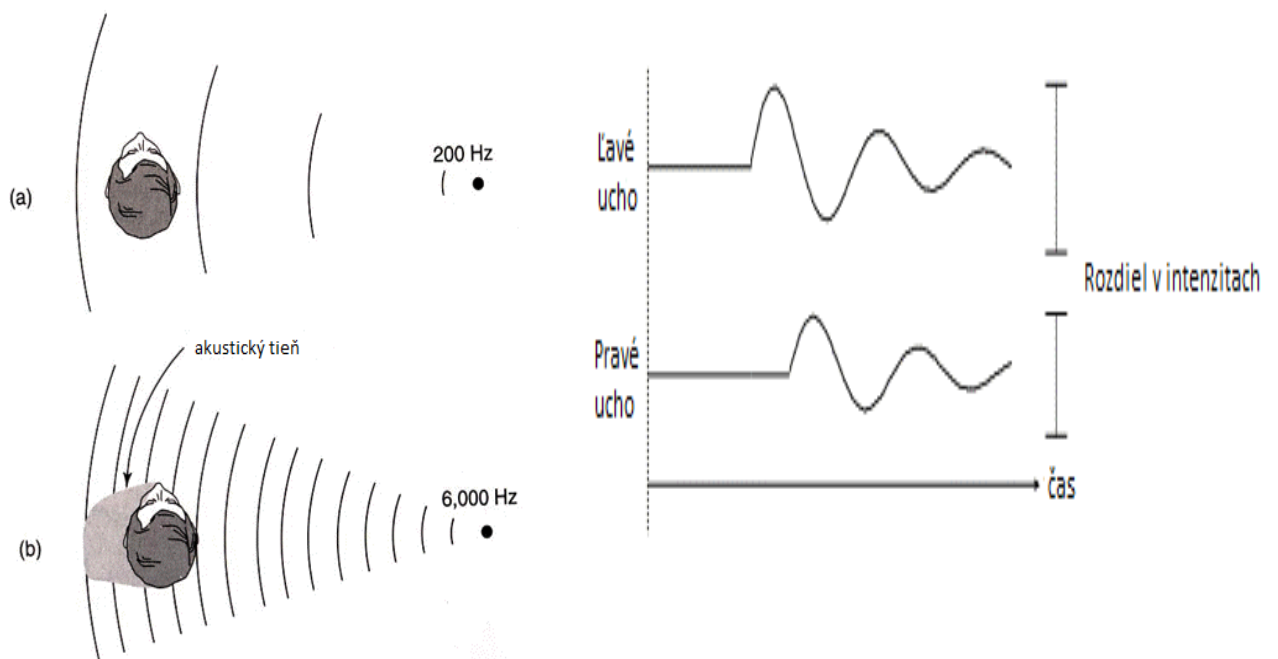 (a)
200 Hz
akustický tieň
(b)
6,000 Hz
Ľavé
ucho
Pravé
ucho
Rozdiel v intenzitach
čas